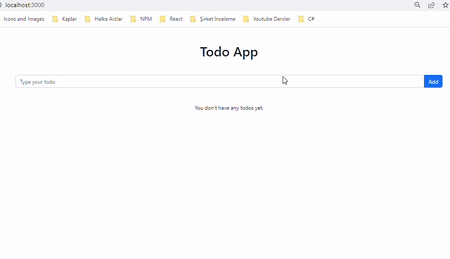 localhost:3000
Icons and Images Kaplar Halka Arzlar NPM React Şirket İnceleme Youtube Dersler C#
Todo App
Type your todo Add
You don't have any todos yet.